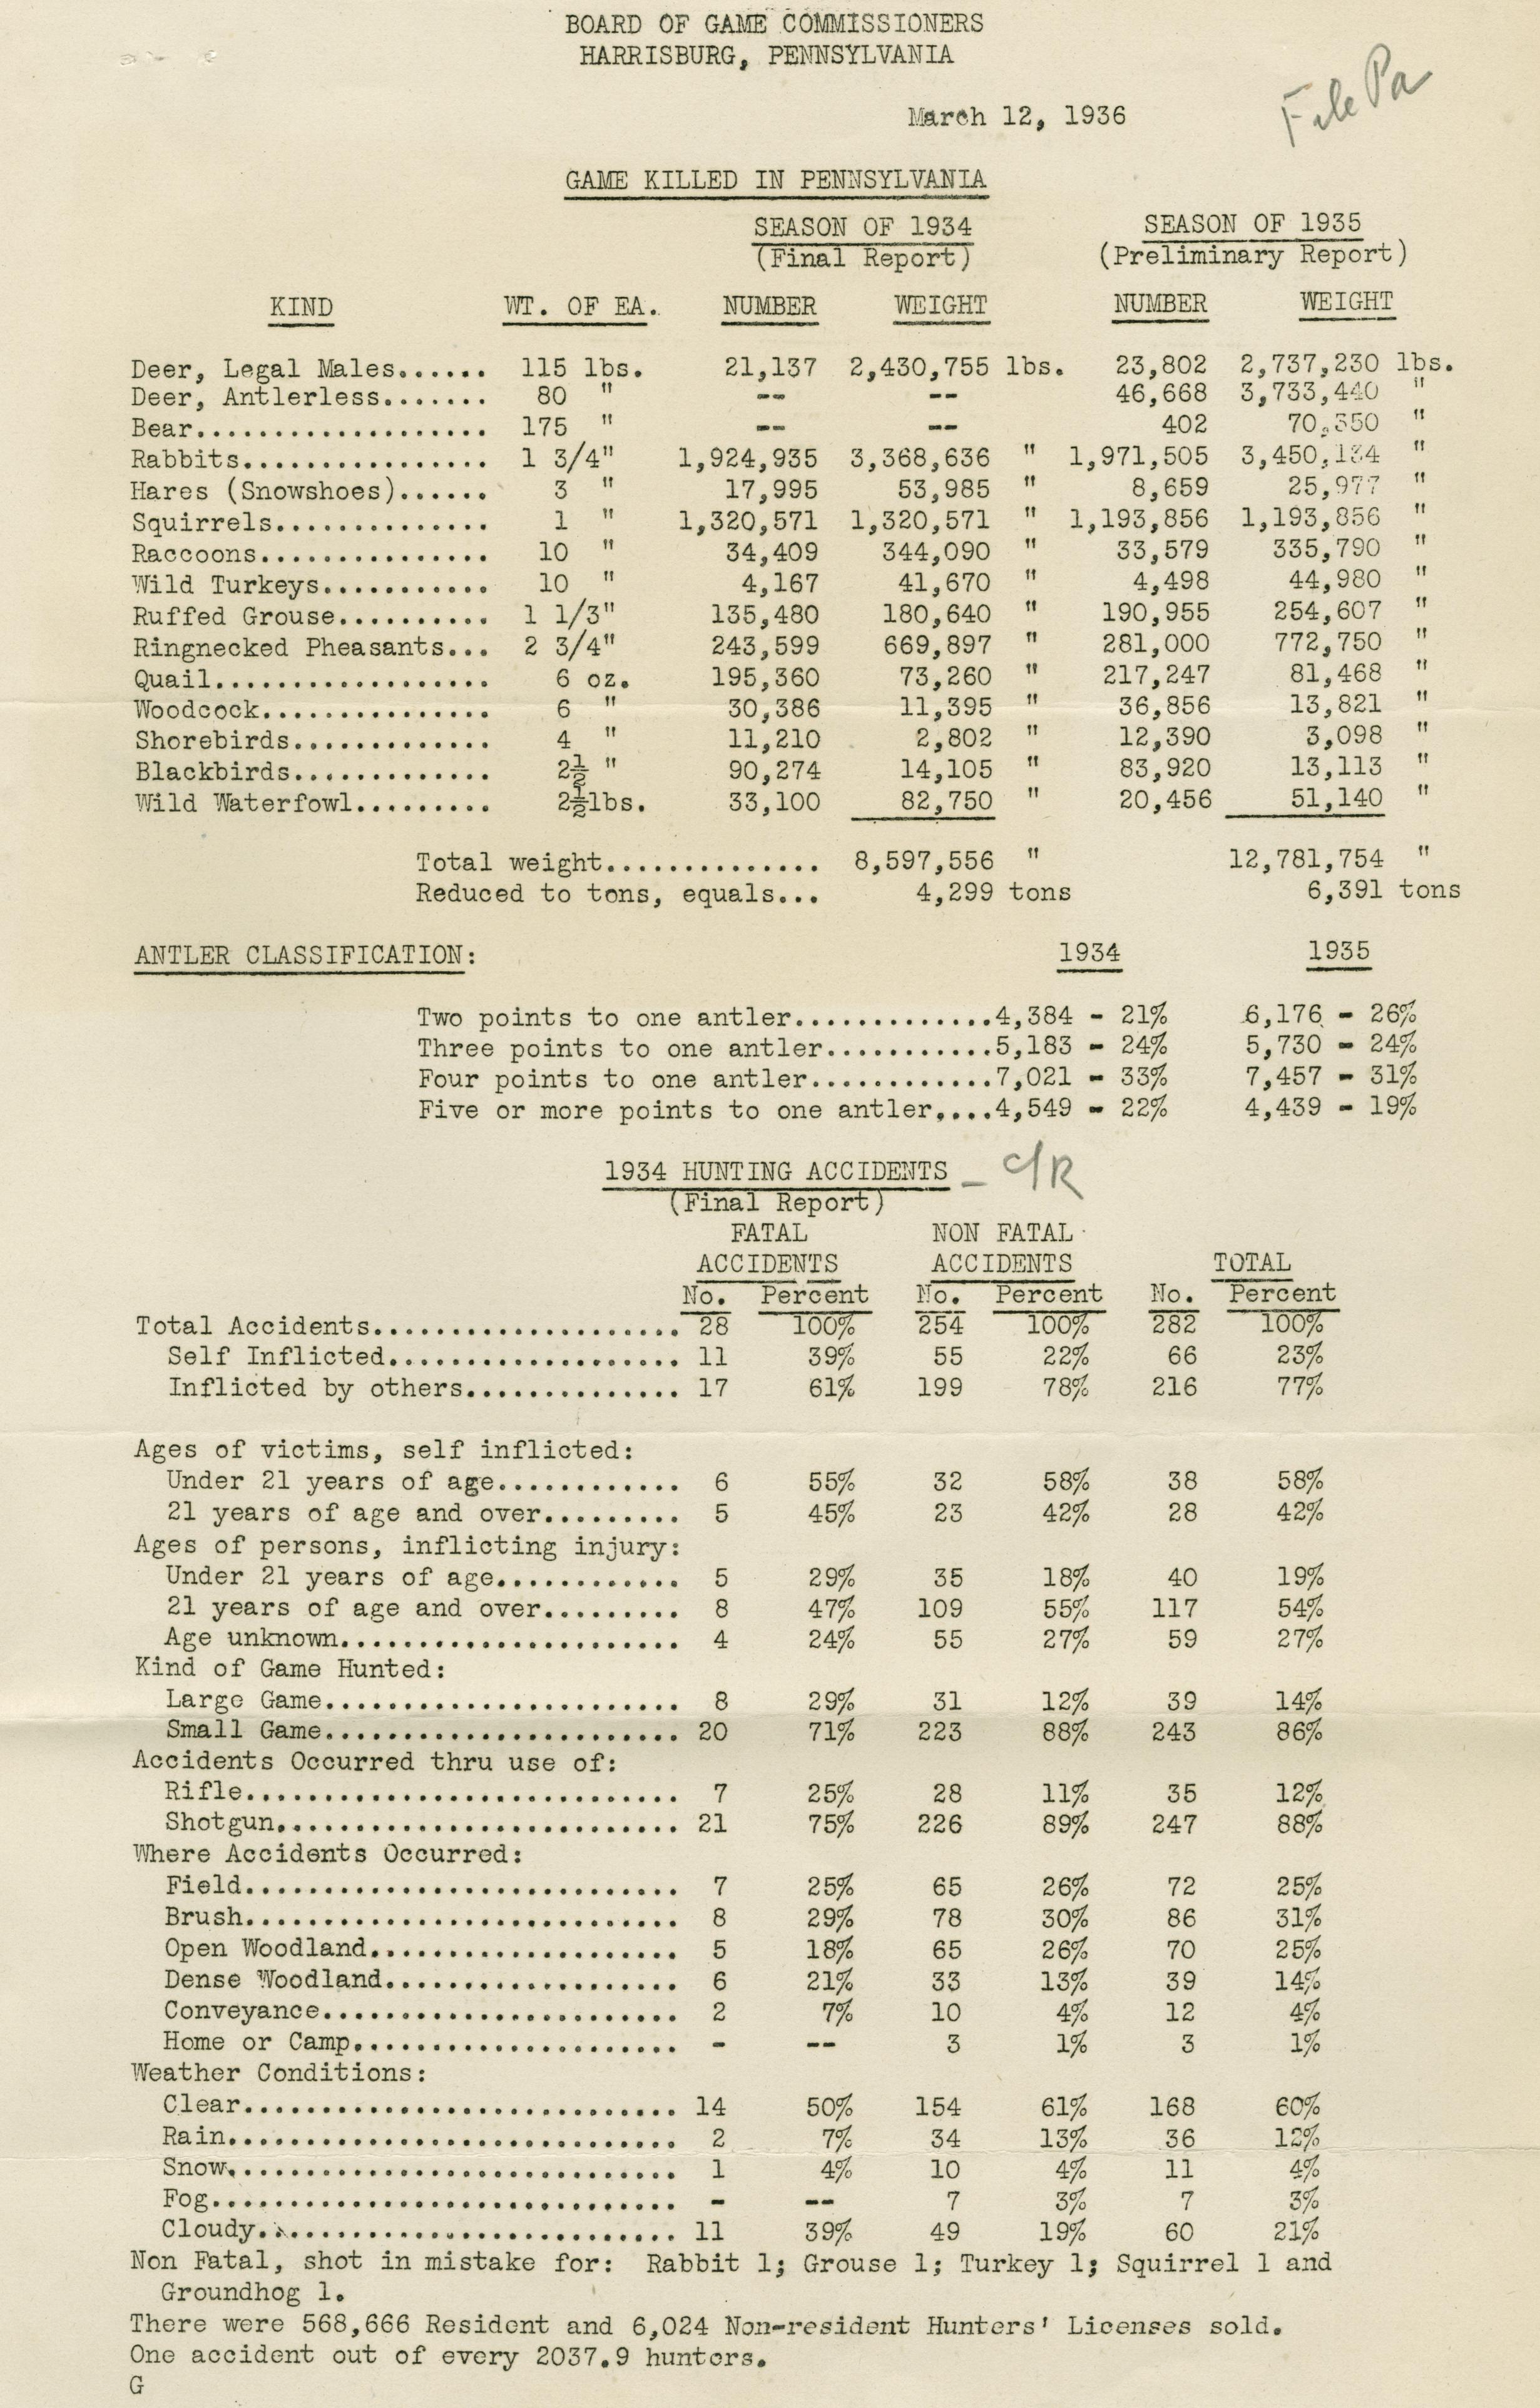 BOARD OF GAME COMMISSIONERS
HARRISBURG, PENNSYLVANIA
File Pa
March 12, 1936
GAME KILLED IN PENNSYLVANIA
SEASON OF 1934 SEASON OF 1935
(Final Report) (Preliminary Report)
KIND WT. OF EA. NUMBER WEIGHT NUMBER WEIGHT
Deer, Legal Males...... 115 lbs. 21,137 2,430,755 lbs. 23,802 2,737,230 lbs.
Deer, Antlerless....... 80 " -- -- 46,668 3,733,440 "
Bear................... 175 " -- -- 402 70,350 "
Rabbits................ 1 3/4" 1,924,935 3,368,636 " 1,971,505 3,450,134 "
Hares (Snowshoes)...... 3 " 17,995 53,985 " 8,659 25,977 "
Squirrels.............. 1 " 1,320,571 1,320,571 " 1,193,856 1,193,856 "
Raccoons............... 10 " 34,409 344,090 " 33,579 335,790 "
Wild Turkeys........... 10 " 4,167 41,670 " 4,498 44,980 "
Ruffed Grouse.......... 1 1/3" 135,480 180,640 " 190,955 254,607 "
Ringnecked Pheasants... 2 3/4" 243,599 669,897 " 281,000 772,750 "
Quail.................. 6 oz. 195,360 73,260 " 217,247 81,468 "
Woodcock............... 6 " 30,386 11,395 " 36,856 13,821 "
Shorebirds............. 4 " 11,210 2,802 " 12,390 3,098 "
Blackbirds............. 2½ " 90,274 14,105 " 83,920 13,113 "
Wild Waterfowl......... 2½lbs. 33,100 82,750 " 20,456 51,140 "
Total weight.............. 8,597,556 " 12,781,754 "
Reduced to tons, equals... 4,299 tons 6,391 tons
ANTLER CLASSIFICATION: 1934 1935
Two points to one antler.............4,384 - 21% 6,176 - 26%
Three points to one antler...........5,183 - 24% 5,730 - 24%
Four points to one antler............7,021 - 33% 7,457 - 31%
Five or more points to one antler....4,549 - 22% 4,439 - 19%
1934 HUNTING ACCIDENTS - C/R
(Final Report)
FATAL NON FATAL
ACCIDENTS ACCIDENTS TOTAL
No. Percent No. Percent No. Percent
Total Accidents.................... 28 100% 254 100% 282 100%
Self Inflicted................... 11 39% 55 22% 66 23%
Inflicted by others.............. 17 61% 199 78% 216 77%
Ages of victims, self inflicted:
Under 21 years of age............ 6 55% 32 58% 38 58%
21 years of age and over......... 5 45% 23 42% 28 42%
Ages of persons, inflicting injury:
Under 21 years of age............ 5 29% 35 18% 40 19%
21 years of age and over......... 8 47% 109 55% 117 54%
Age unknown...................... 4 24% 55 27% 59 27%
Kind of Game Hunted:
Large Game....................... 8 29% 31 12% 39 14%
Small Game....................... 20 71% 223 88% 243 86%
Accidents Occurred thru use of:
Rifle............................ 7 25% 28 11% 35 12%
Shotgun.......................... 21 75% 226 89% 247 88%
Where Accidents Occurred:
Field............................ 7 25% 65 26% 72 25%
Brush............................ 8 29% 78 30% 86 31%
Open Woodland.................... 5 18% 65 26% 70 25%
Dense Woodland................... 6 21% 33 13% 39 14%
Conveyance....................... 2 7% 10 4% 12 4%
Home or Camp..................... - -- 3 1% 3 1%
Weather Conditions:
Clear............................ 14 50% 154 61% 168 60%
Rain............................. 2 7% 34 13% 36 12%
Snow............................. 1 4% 10 4% 11 4%
Fog.............................. - -- 7 3% 7 3%
Cloudy........................... 11 39% 49 19% 60 21%
Non Fatal, shot in mistake for: Rabbit 1; Grouse 1; Turkey 1; Squirrel 1 and
Groundhog 1.
There were 568,666 Resident and 6,024 Non-resident Hunters' Licenses sold.
One accident out of every 2037.9 hunters.
G